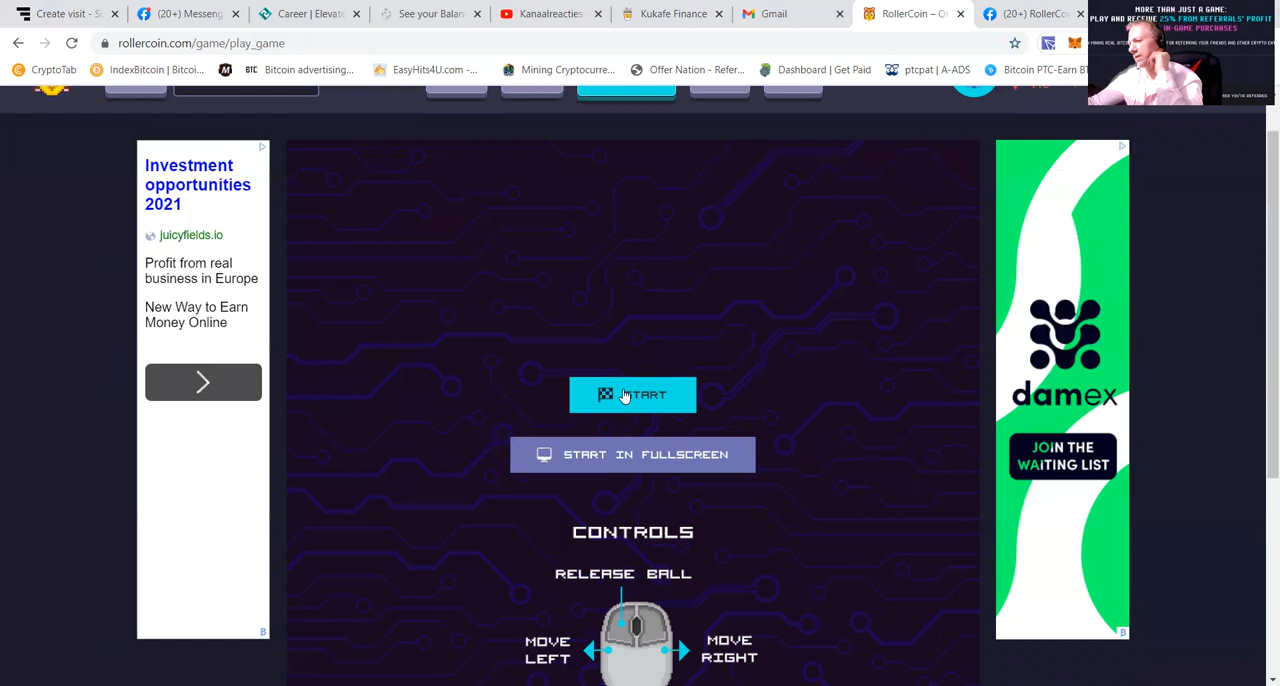 Create visit - S
(20+) Messeng
Career | Elevate
See your Balan
Kanaalreacties
Kukafe Finance
Gmail
RollerCoin – O
(20+) RollerCo
rollercoin.com/game/play_game
CryptoTab
IndexBitcoin | Bitcoi...
BTC Bitcoin advertising...
EasyHits4U.com -...
Mining Cryptocurre...
Offer Nation - Refer...
Dashboard | Get Paid
ptcpat | A-ADS
Bitcoin PTC-Earn BT
MORE THAN JUST A GAME:
PLAY AND RECEIVE 25% FROM REFERRALS' PROFIT
IN-GAME PURCHASES
Investment
opportunities
2021
juicyfields.io
Profit from real
business in Europe
New Way to Earn
Money Online
START
START IN FULLSCREEN
CONTROLS
RELEASE BALL
MOVE
LEFT
MOVE
RIGHT
damex
JOIN THE
WAITING LIST